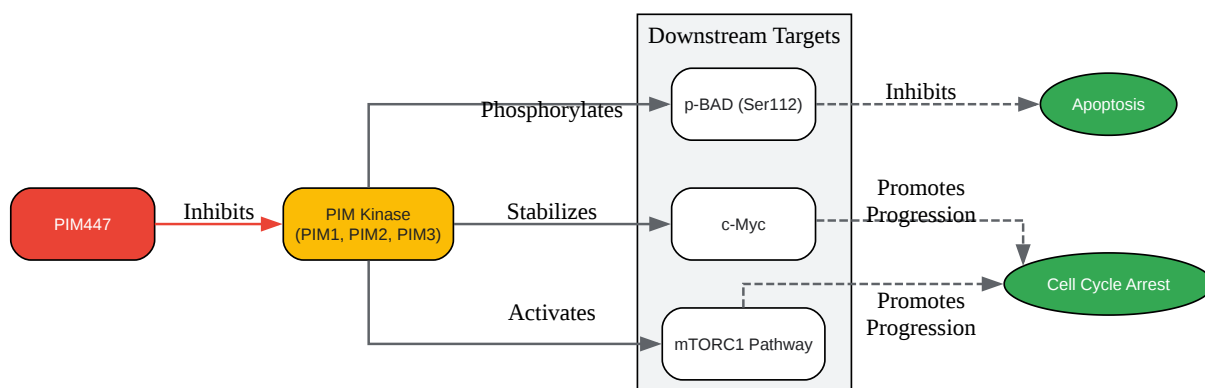 Downstream Targets
Phosphorylates
p-BAD (Ser112)
Inhibits
Apoptosis
PIM447
Inhibits
PIM Kinase
(PIM1, PIM2, PIM3)
Stabilizes
c-Myc
Promotes
Progression
Cell Cycle Arrest
Activates
mTORC1 Pathway
Promotes
Progression